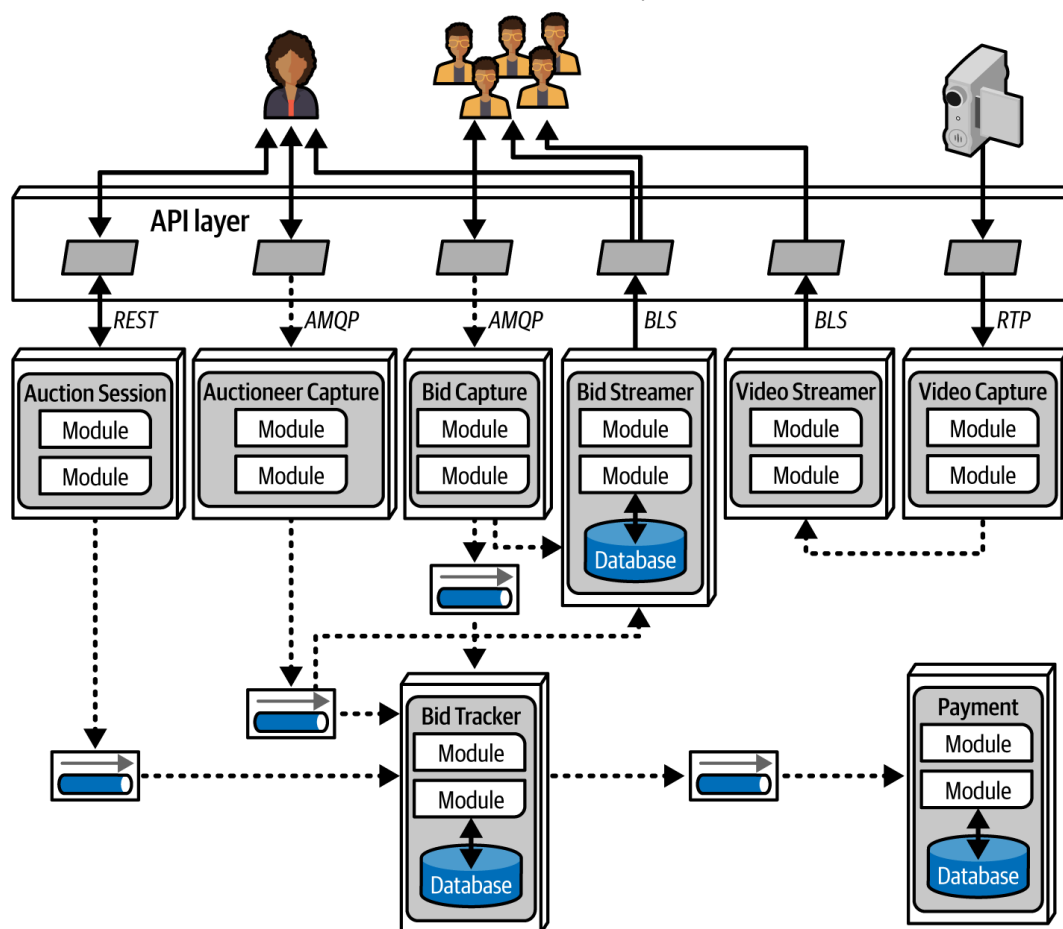 API layer
REST
AMQP
AMQP
BLS
BLS
RTP
Auction Session
Module
Module
Auctioneer Capture
Module
Module
Bid Capture
Module
Module
Bid Streamer
Module
Module
Database
Video Streamer
Module
Module
Video Capture
Module
Module
Bid Tracker
Module
Module
Database
Payment
Module
Module
Database